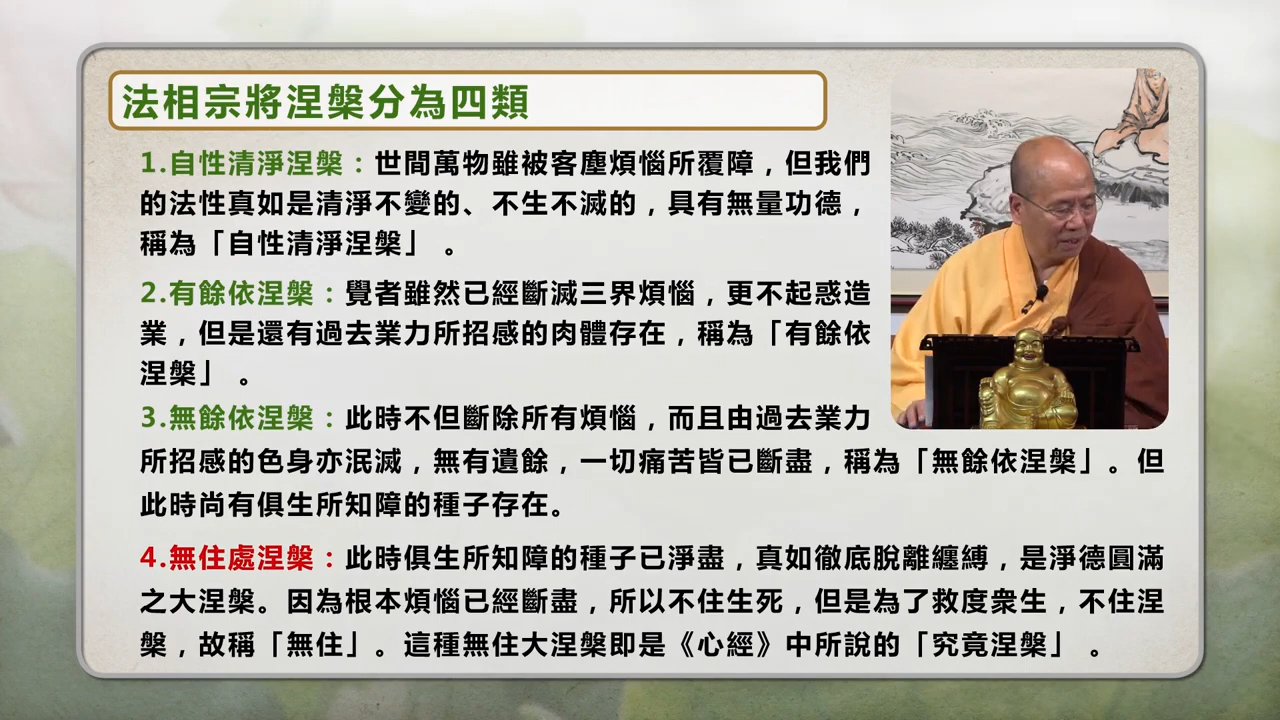 法相宗將涅槃分為四類
1.自性清淨涅槃：世間萬物雖被客塵煩惱所覆障，但我們
的法性真如是清淨不變的、不生不滅的，具有無量功德，
稱為「自性清淨涅槃」 。
2.有餘依涅槃：覺者雖然已經斷滅三界煩惱，更不起惑造
業，但是還有過去業力所招感的肉體存在，稱為「有餘依
涅槃」 。
3.無餘依涅槃：此時不但斷除所有煩惱，而且由過去業力
所招感的色身亦泯滅，無有遺餘，一切痛苦皆已斷盡，稱為「無餘依涅槃」。但
此時尚有俱生所知障的種子存在。
4.無住處涅槃：此時俱生所知障的種子已淨盡，真如徹底脫離纏縛，是淨德圓滿
之大涅槃。因為根本煩惱已經斷盡，所以不住生死，但是為了救度衆生，不住涅
槃，故稱「無住」。這種無住大涅槃即是《心經》中所說的「究竟涅槃」 。